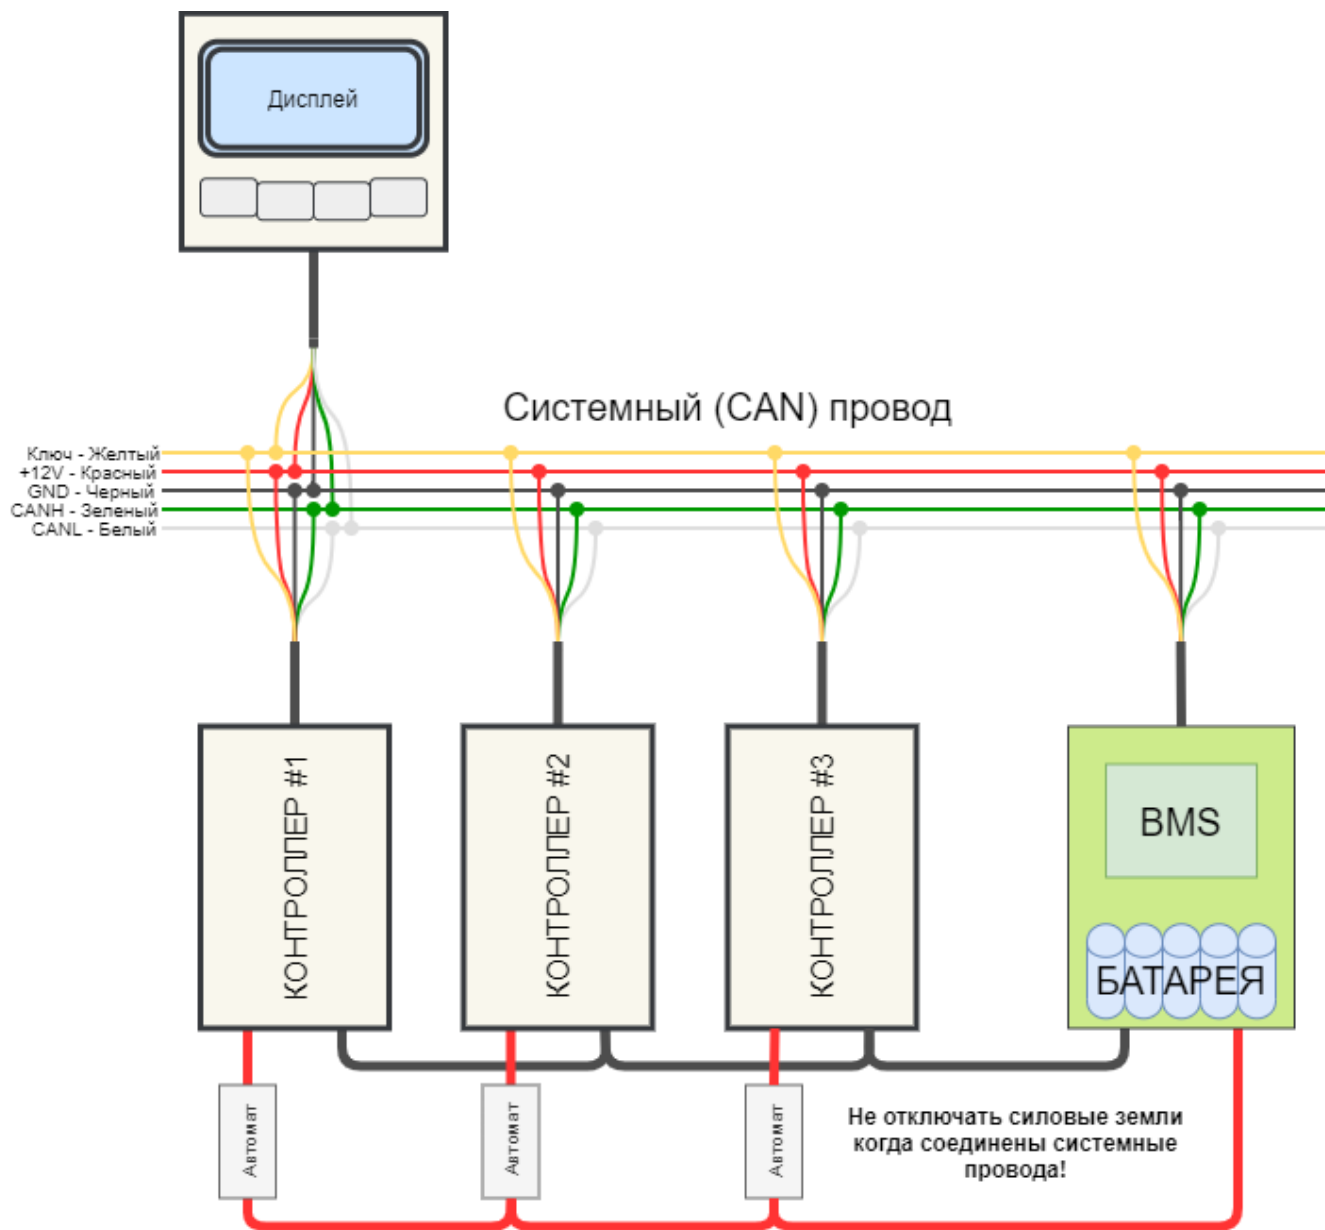 Дисплей
Системный (CAN) провод
Ключ - Желтый
+12V - Красный
GND - Черный
CANH - Зеленый
CANL - Белый
КОНТРОЛЛЕР #1
КОНТРОЛЛЕР #2
КОНТРОЛЛЕР #3
BMS
БАТАРЕЯ
Автомат
Автомат
Автомат
Не отключать силовые земли
когда соединены системные
провода!